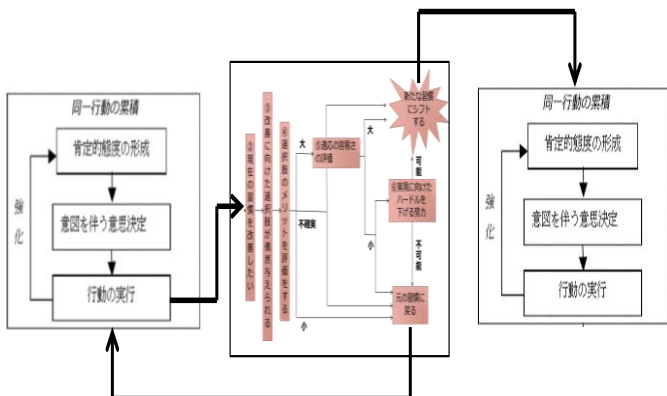 同一行動の累積
肯定的態度の形成
意図を伴う意思決定
行動の実行
強化
②現在の習慣を改善したい
③改善に向けた選択肢が偶然与えられる
④選択肢のメリットを評価をする
大
不確実
小
⑤適応の容易さ
の評価
大
小
新たな習慣
にシフト
する
可能
⑥実現に向けた
ハードルを
下げる努力
不可能
元の習慣に
戻る
同一行動の累積
肯定的態度の形成
意図を伴う意思決定
行動の実行
強化